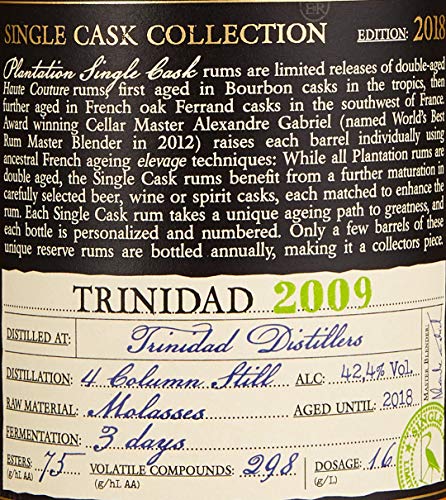 SINGLE CASK COLLECTION EDITION: 2018
Plantation Single Cask rums are limited releases of double-aged
Haute Couture rums, first aged in Bourbon casks in the tropics, then
further aged in French oak Ferrand casks in the southwest of France.
Award winning Cellar Master Alexandre Gabriel (named World's Best
Rum Master Blender in 2012) raises each barrel individually using
ancestral French ageing elevage techniques: While all Plantation rums are
double aged, the Single Cask rums benefit from a further maturation in
carefully selected beer, wine or spirit casks, each matched to enhance the
rum. Each Single Cask rum takes a unique ageing path to greatness, and
each bottle is personalized and numbered. Only a few barrels of these
unique reserve rums are bottled annually, making it a collectors piece.
TRINIDAD 2009
DISTILLED AT: Trinidad Distillers
DISTILLATION: 4 Column Still ALC: 42,4% Vol.
RAW MATERIAL: Molasses AGED UNTIL: 2018
FERMENTATION: 3 days
ESTERS: 7.5 VOLATILE COMPOUNDS: 298 DOSAGE: 16
(g/hL AA) (g/hL AA) (g/L)
MASTER BLENDER: